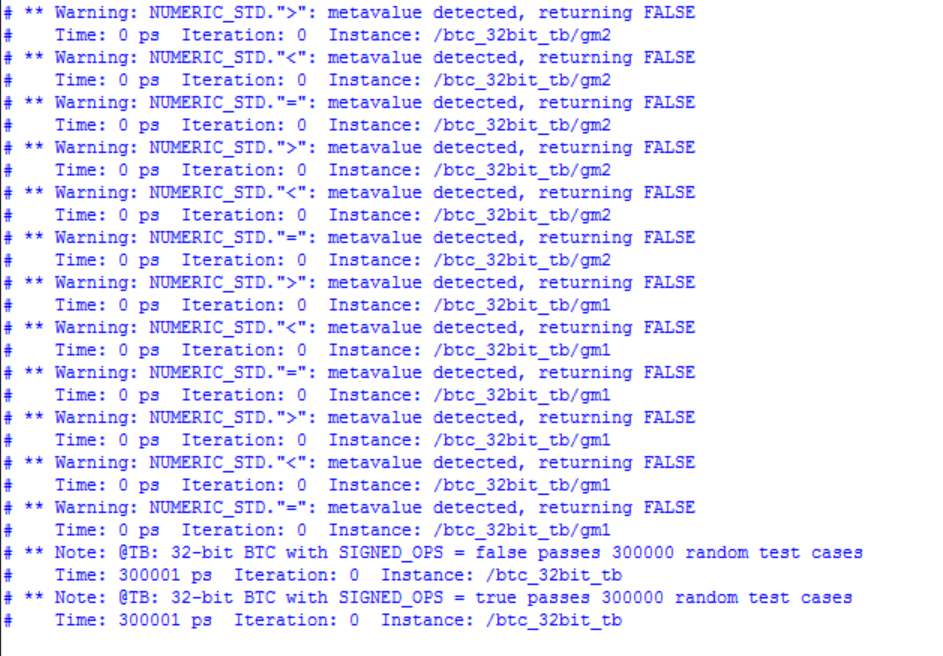 # ** Warning: NUMERIC_STD.">": metavalue detected, returning FALSE
#    Time: 0 ps  Iteration: 0  Instance: /btc_32bit_tb/gm2
# ** Warning: NUMERIC_STD."<": metavalue detected, returning FALSE
#    Time: 0 ps  Iteration: 0  Instance: /btc_32bit_tb/gm2
# ** Warning: NUMERIC_STD."=": metavalue detected, returning FALSE
#    Time: 0 ps  Iteration: 0  Instance: /btc_32bit_tb/gm2
# ** Warning: NUMERIC_STD.">": metavalue detected, returning FALSE
#    Time: 0 ps  Iteration: 0  Instance: /btc_32bit_tb/gm2
# ** Warning: NUMERIC_STD."<": metavalue detected, returning FALSE
#    Time: 0 ps  Iteration: 0  Instance: /btc_32bit_tb/gm2
# ** Warning: NUMERIC_STD."=": metavalue detected, returning FALSE
#    Time: 0 ps  Iteration: 0  Instance: /btc_32bit_tb/gm2
# ** Warning: NUMERIC_STD.">": metavalue detected, returning FALSE
#    Time: 0 ps  Iteration: 0  Instance: /btc_32bit_tb/gm1
# ** Warning: NUMERIC_STD."<": metavalue detected, returning FALSE
#    Time: 0 ps  Iteration: 0  Instance: /btc_32bit_tb/gm1
# ** Warning: NUMERIC_STD."=": metavalue detected, returning FALSE
#    Time: 0 ps  Iteration: 0  Instance: /btc_32bit_tb/gm1
# ** Warning: NUMERIC_STD.">": metavalue detected, returning FALSE
#    Time: 0 ps  Iteration: 0  Instance: /btc_32bit_tb/gm1
# ** Warning: NUMERIC_STD."<": metavalue detected, returning FALSE
#    Time: 0 ps  Iteration: 0  Instance: /btc_32bit_tb/gm1
# ** Warning: NUMERIC_STD."=": metavalue detected, returning FALSE
#    Time: 0 ps  Iteration: 0  Instance: /btc_32bit_tb/gm1
# ** Note: @TB: 32-bit BTC with SIGNED_OPS = false passes 300000 random test cases
#    Time: 300001 ps  Iteration: 0  Instance: /btc_32bit_tb
# ** Note: @TB: 32-bit BTC with SIGNED_OPS = true passes 300000 random test cases
#    Time: 300001 ps  Iteration: 0  Instance: /btc_32bit_tb